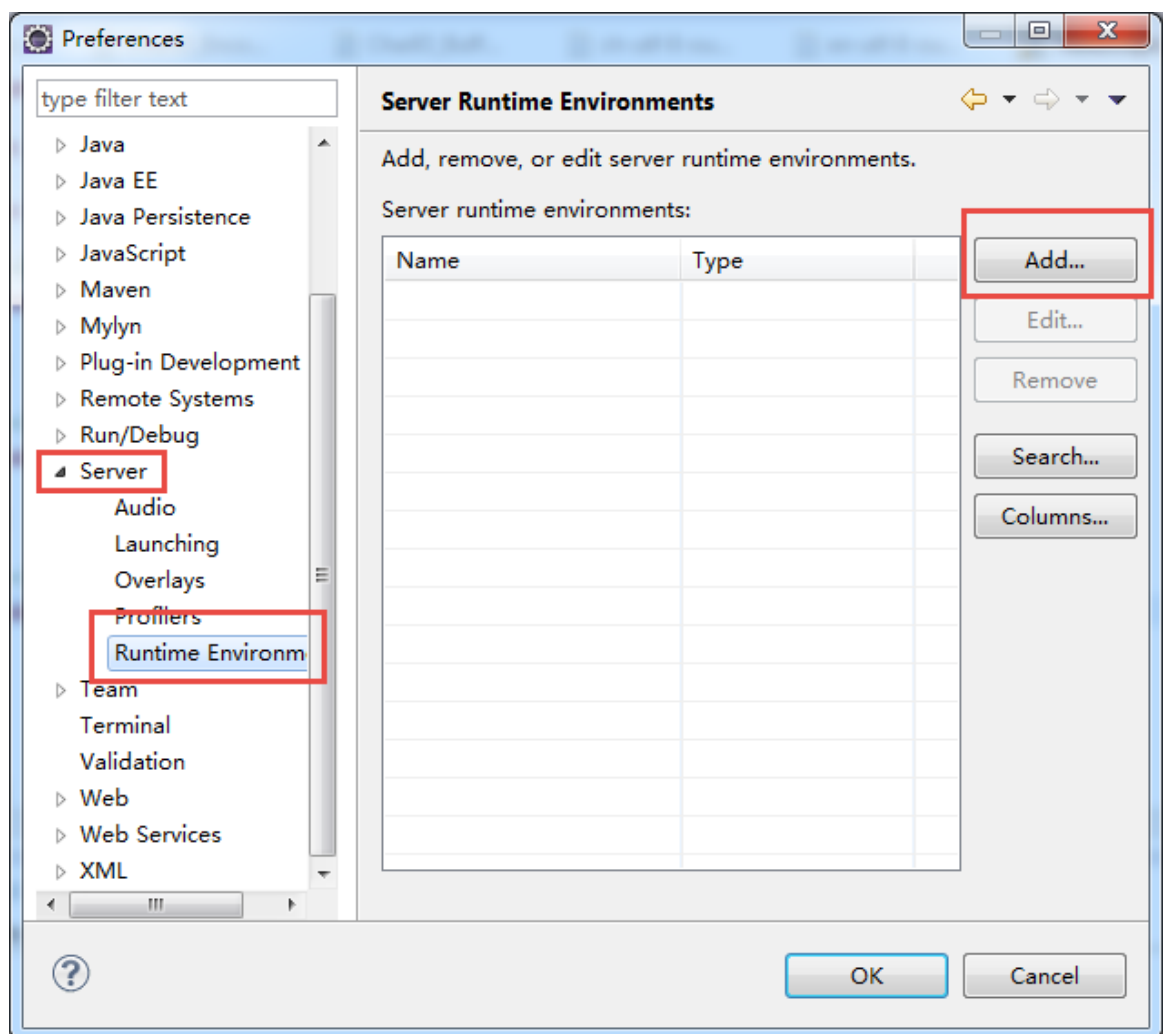 Preferences
type filter text
Java
Java EE
Java Persistence
JavaScript
Maven
Mylyn
Plug-in Development
Remote Systems
Run/Debug
Server
Audio
Launching
Overlays
Profilers
Runtime Environm
Team
Terminal
Validation
Web
Web Services
XML
Server Runtime Environments
Add, remove, or edit server runtime environments.
Server runtime environments:
Name Type
Add...
Edit...
Remove
Search...
Columns...
OK Cancel